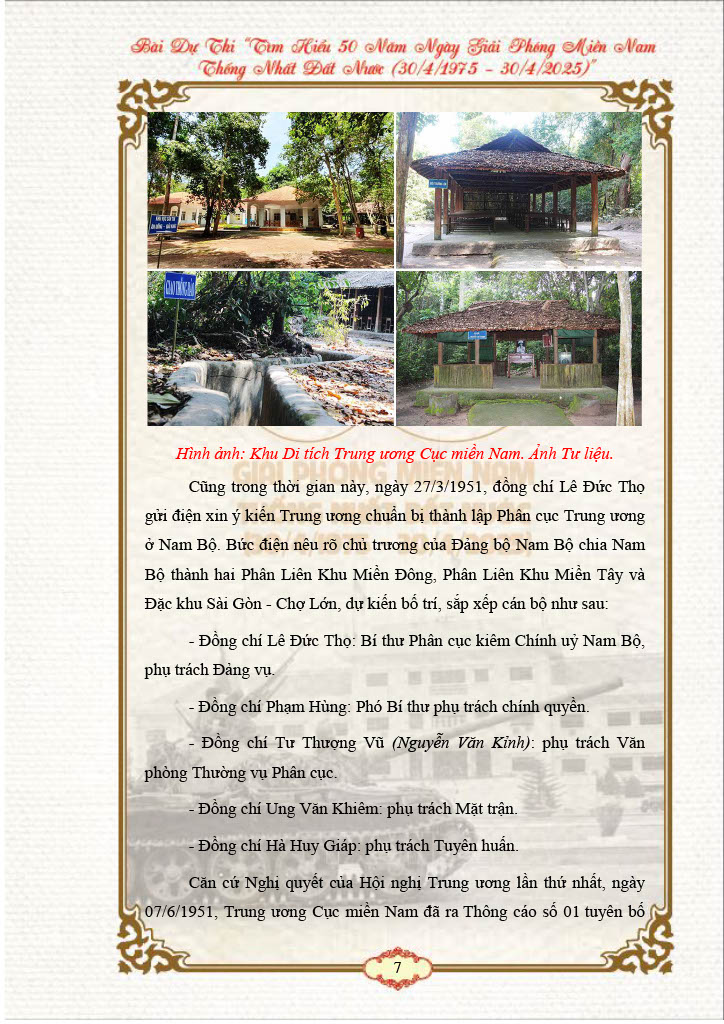 Bài Dự Thi “Tìm Hiểu 50 Năm Ngày Giải Phóng Miền Nam
Thống Nhất Đất Nước (30/4/1975 – 30/4/2025)”
GIAO THÔNG HÀO
Hình ảnh: Khu Di tích Trung ương Cục miền Nam. Ảnh Tư liệu.
GIẢI PHÓNG MIỀN NAM
Cũng trong thời gian này, ngày 27/3/1951, đồng chí Lê Đức Thọ
gửi điện xin ý kiến Trung ương chuẩn bị thành lập Phân cục Trung ương
ở Nam Bộ. Bức điện nêu rõ chủ trương của Đảng bộ Nam Bộ chia Nam
Bộ thành hai Phân Liên Khu Miền Đông, Phân Liên Khu Miền Tây và
Đặc khu Sài Gòn - Chợ Lớn, dự kiến bố trí, sắp xếp cán bộ như sau:
- Đồng chí Lê Đức Thọ: Bí thư Phân cục kiêm Chính uỷ Nam Bộ,
phụ trách Đảng vụ.
- Đồng chí Phạm Hùng: Phó Bí thư phụ trách chính quyền.
- Đồng chí Tư Thượng Vũ (Nguyễn Văn Kỉnh): phụ trách Văn
phòng Thường vụ Phân cục.
- Đồng chí Ung Văn Khiêm: phụ trách Mặt trận.
- Đồng chí Hà Huy Giáp: phụ trách Tuyên huấn.
Căn cứ Nghị quyết của Hội nghị Trung ương lần thứ nhất, ngày
07/6/1951, Trung ương Cục miền Nam đã ra Thông cáo số 01 tuyên bố
7